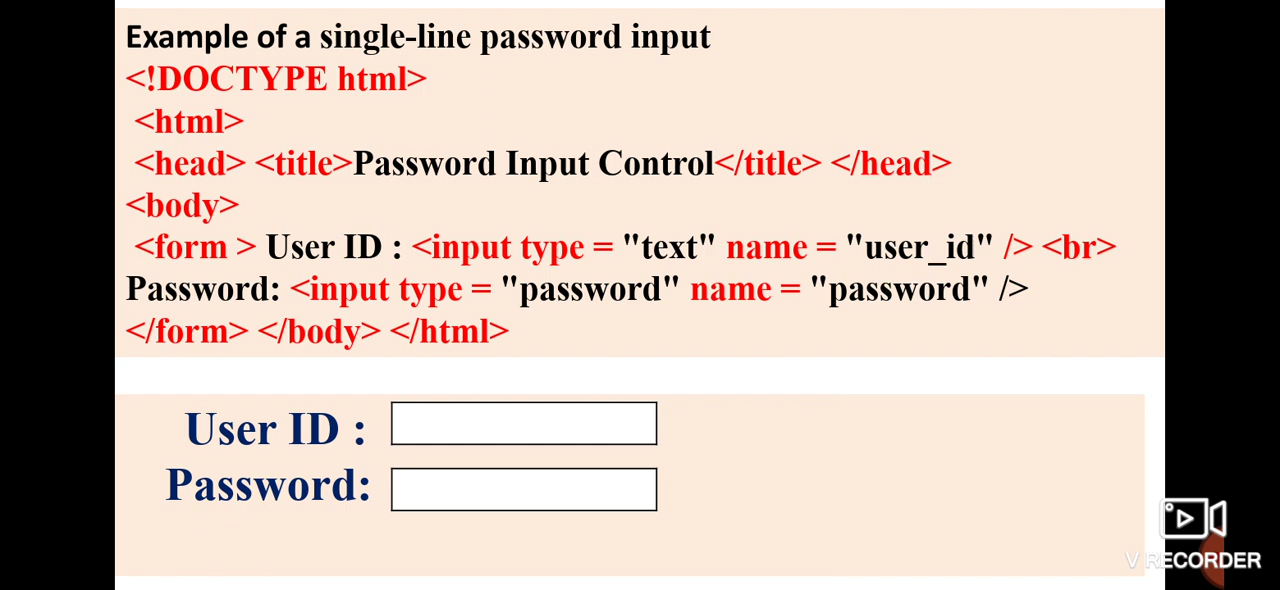 Example of a single-line password input
<!DOCTYPE html>
<html>
<head> <title>Password Input Control</title> </head>
<body>
<form > User ID : <input type = "text" name = "user_id" /> <br>
Password: <input type = "password" name = "password" />
</form> </body> </html>
User ID :
Password:
V RECORDER